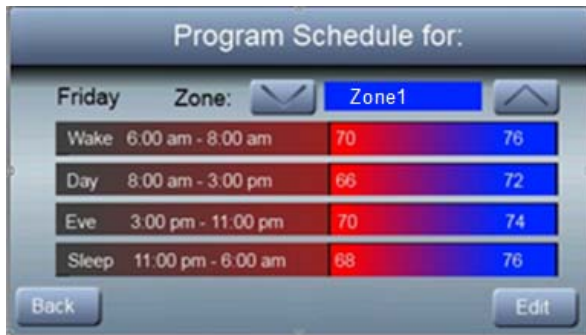 Program Schedule for:
Friday Zone: Zone1
Wake 6:00 am - 8:00 am 70 76
Day 8:00 am - 3:00 pm 66 72
Eve 3:00 pm - 11:00 pm 70 74
Sleep 11:00 pm - 6:00 am 68 76
Back Edit